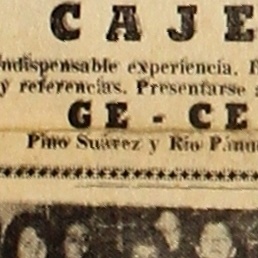 CAJE
Indispensable experiencia.
y referencias. Presentarse
GE - CE
Pino Suárez y Río Pánu